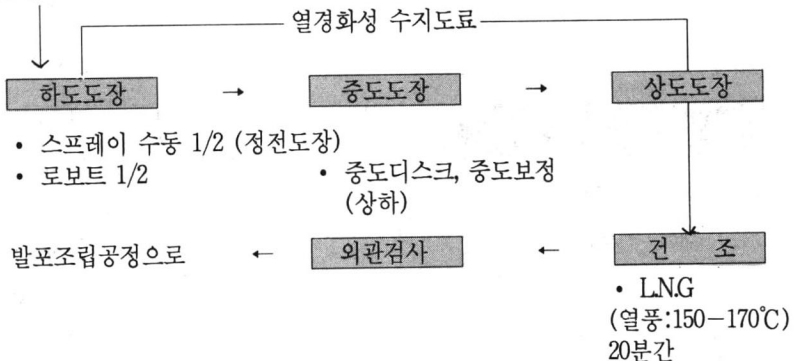 열경화성 수지도료
하도도장 → 중도도장 → 상도도장
• 스프레이 수동 1/2 (정전도장)
• 로보트 1/2
• 중도디스크, 중도보정
(상하)
발포조립공정으로 ← 외관검사 ← 건 조
• L.N.G
(열풍:150-170℃)
20분간